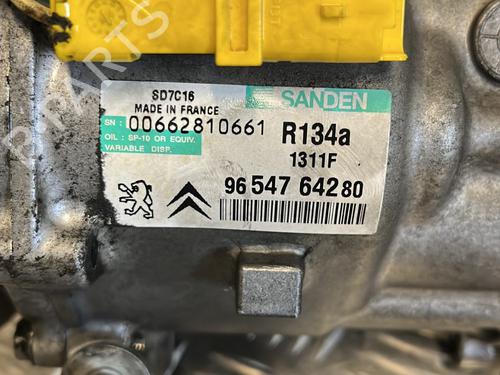 SD7C16
MADE IN FRANCE
SANDEN
SN: 00662810661
OIL: SP-10 OR EQUIV.
VARIABLE DISP.
R134a
1311F
96 547 642 80